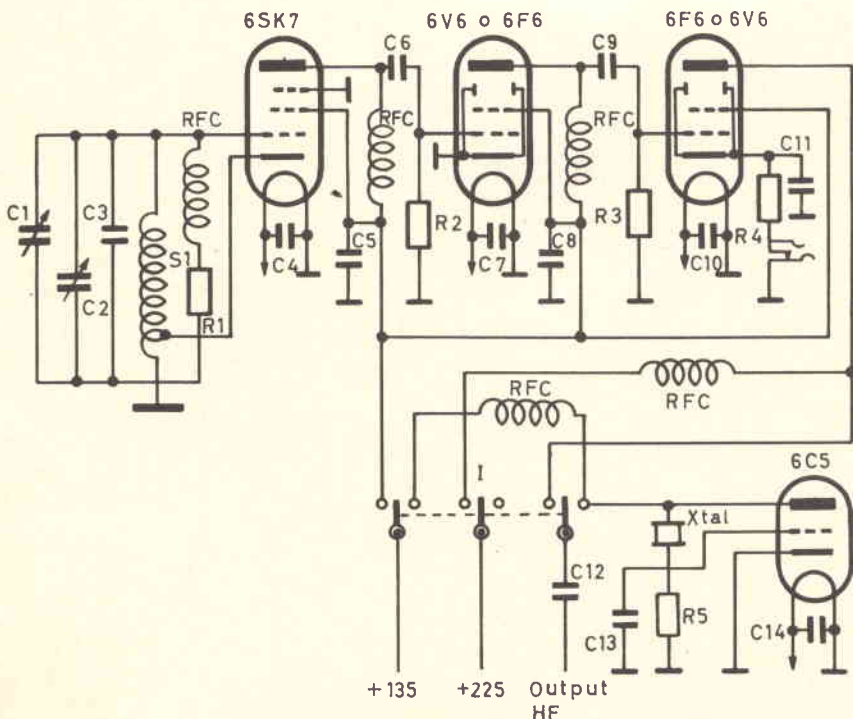 6SK7
6V6 o 6F6
6F6 o 6V6
C6
C9
RFC
RFC
RFC
C11
C1
C3
S1
C2
R1
C4
C5
R2
C7
C8
R3
C10
R4
RFC
RFC
I
6C5
Xtal
C12
C13
R5
C14
+135
+225
Output
HF